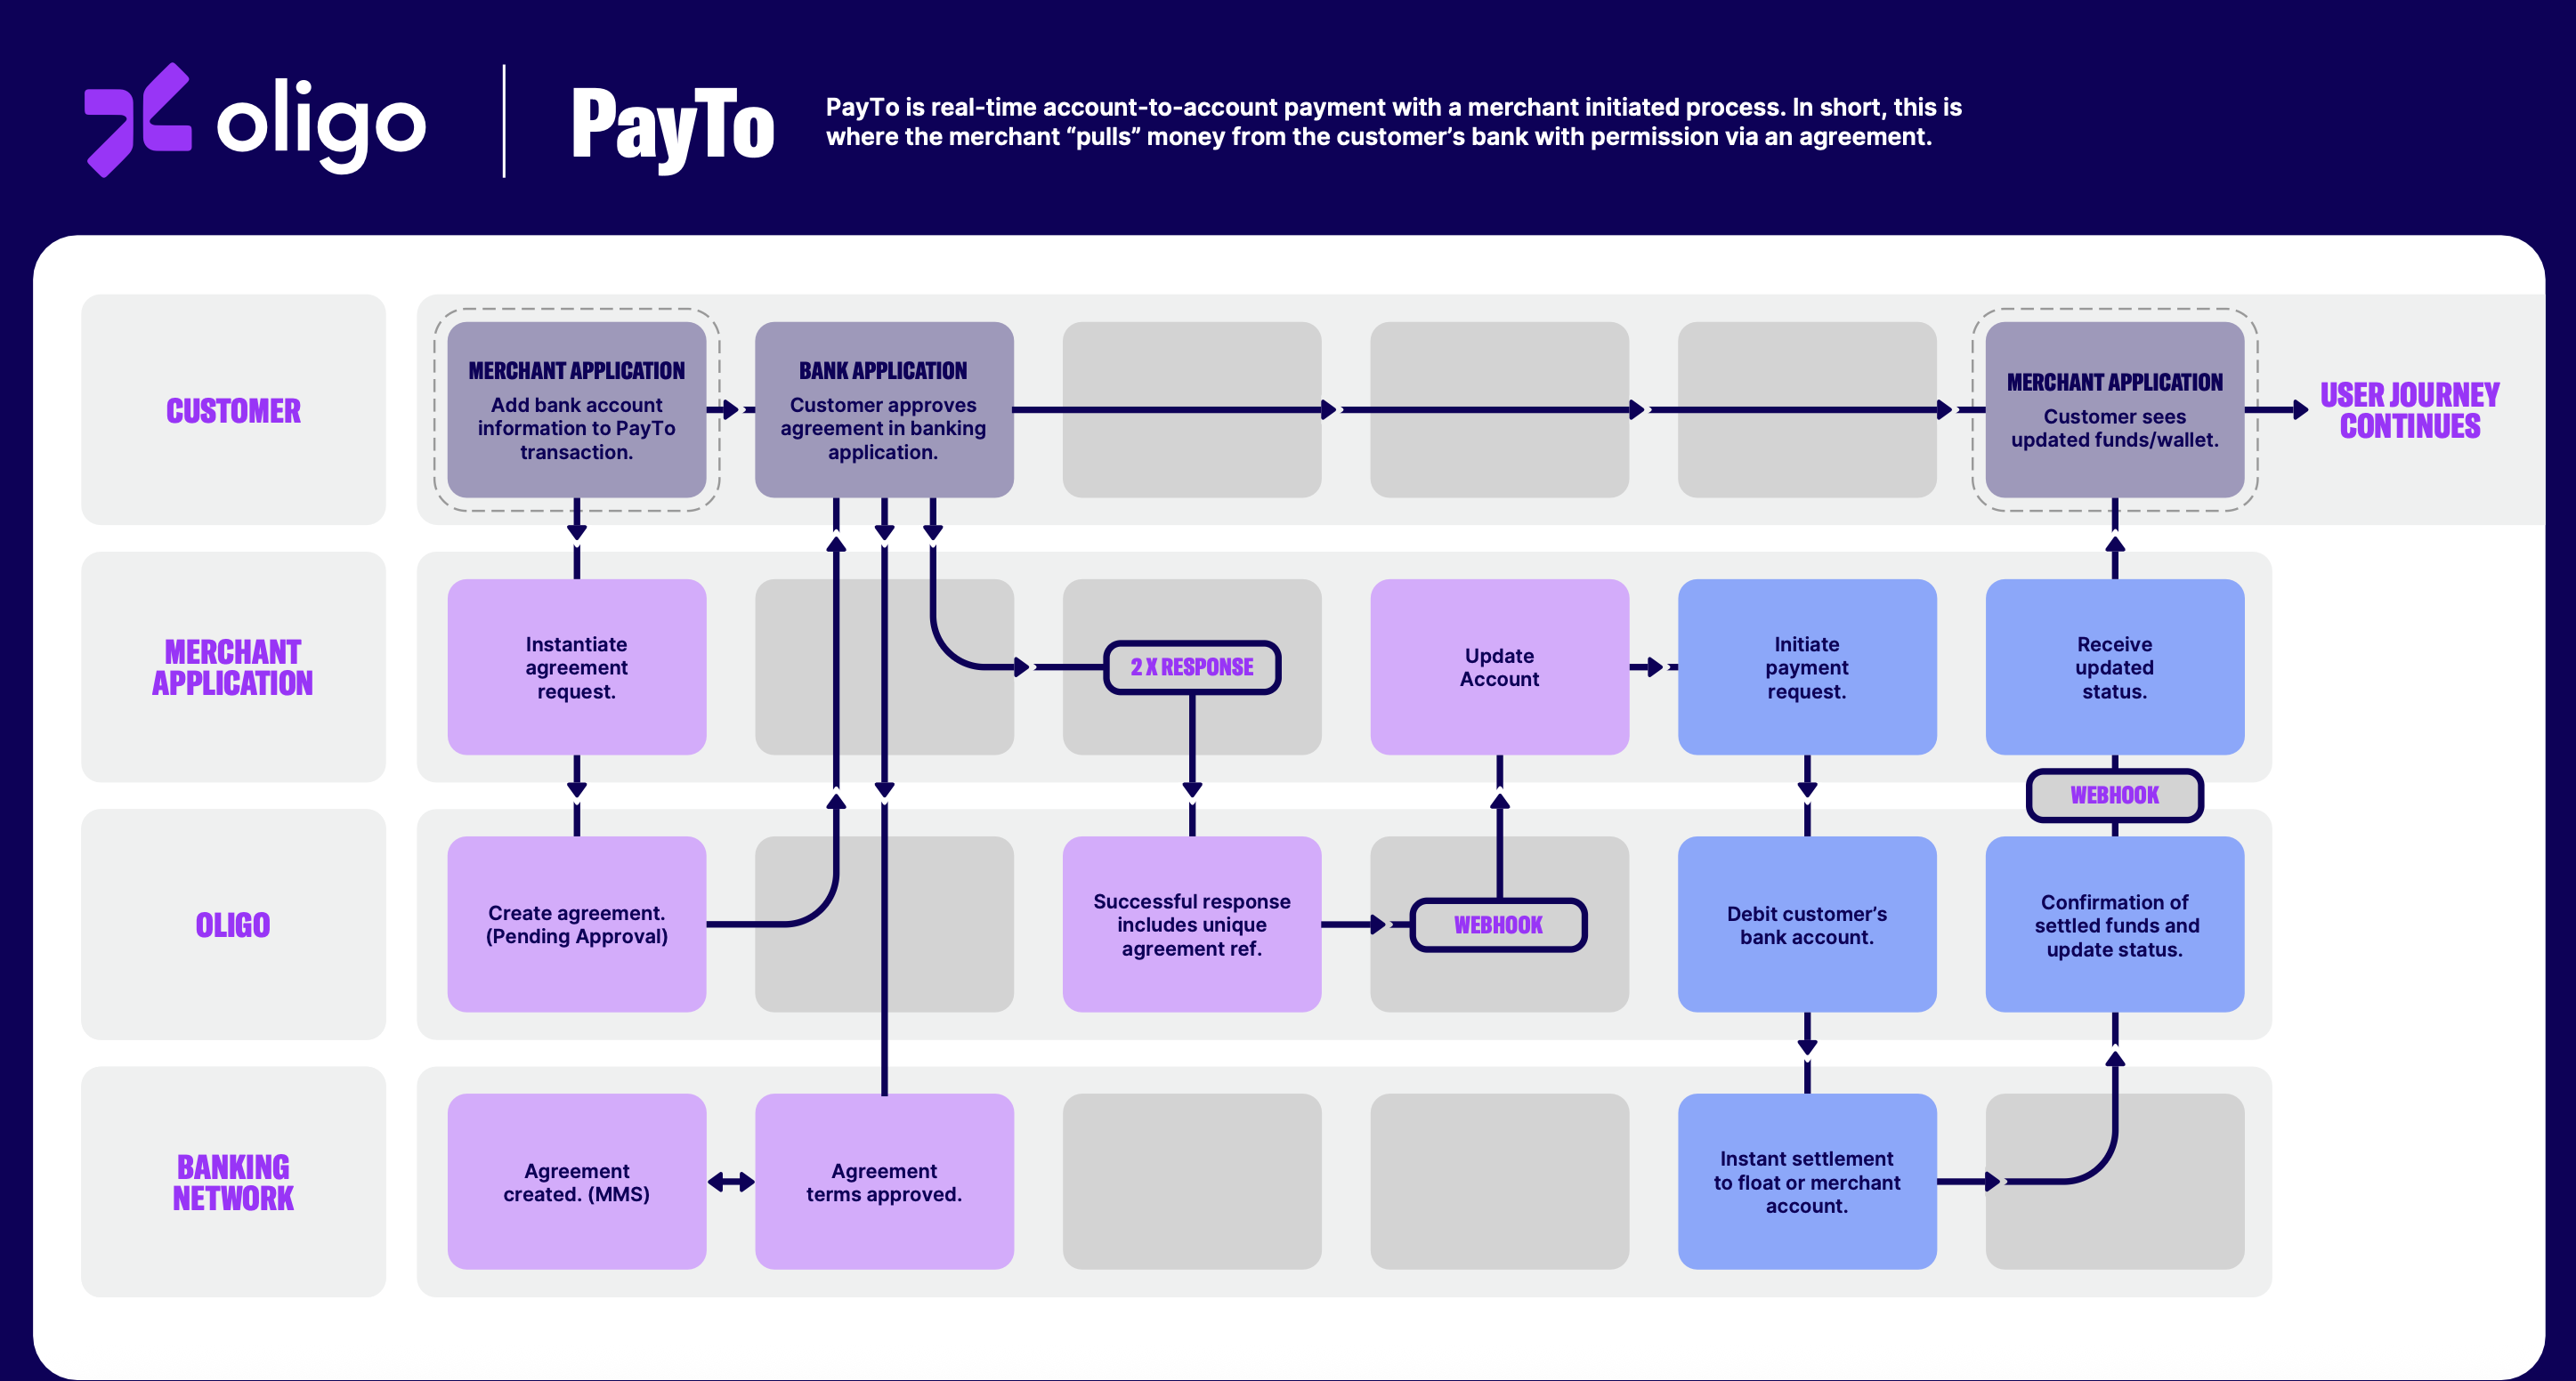 oligo
PayTo
PayTo is real-time account-to-account payment with a merchant initiated process. In short, this is
where the merchant “pulls” money from the customer’s bank with permission via an agreement.
CUSTOMER
MERCHANT APPLICATION
Add bank account
information to PayTo
transaction.
BANK APPLICATION
Customer approves
agreement in banking
application.
MERCHANT APPLICATION
Customer sees
updated funds/wallet.
USER JOURNEY
CONTINUES
MERCHANT
APPLICATION
Instantiate
agreement
request.
2 X RESPONSE
Update
Account
Initiate
payment
request.
Receive
updated
status.
WEBHOOK
OLIGO
Create agreement.
(Pending Approval)
Successful response
includes unique
agreement ref.
WEBHOOK
Debit customer’s
bank account.
Confirmation of
settled funds and
update status.
BANKING
NETWORK
Agreement
created. (MMS)
Agreement
terms approved.
Instant settlement
to float or merchant
account.